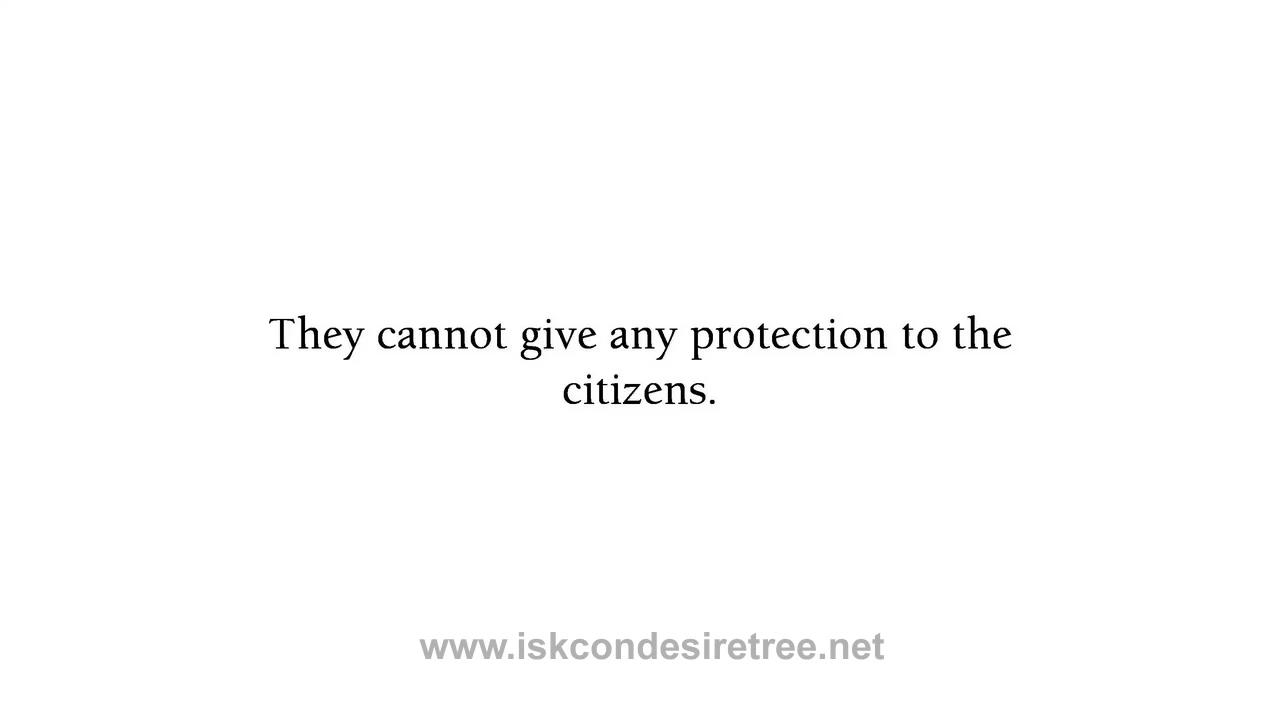 They cannot give any protection to the
citizens.
www.iskcondesiretree.net